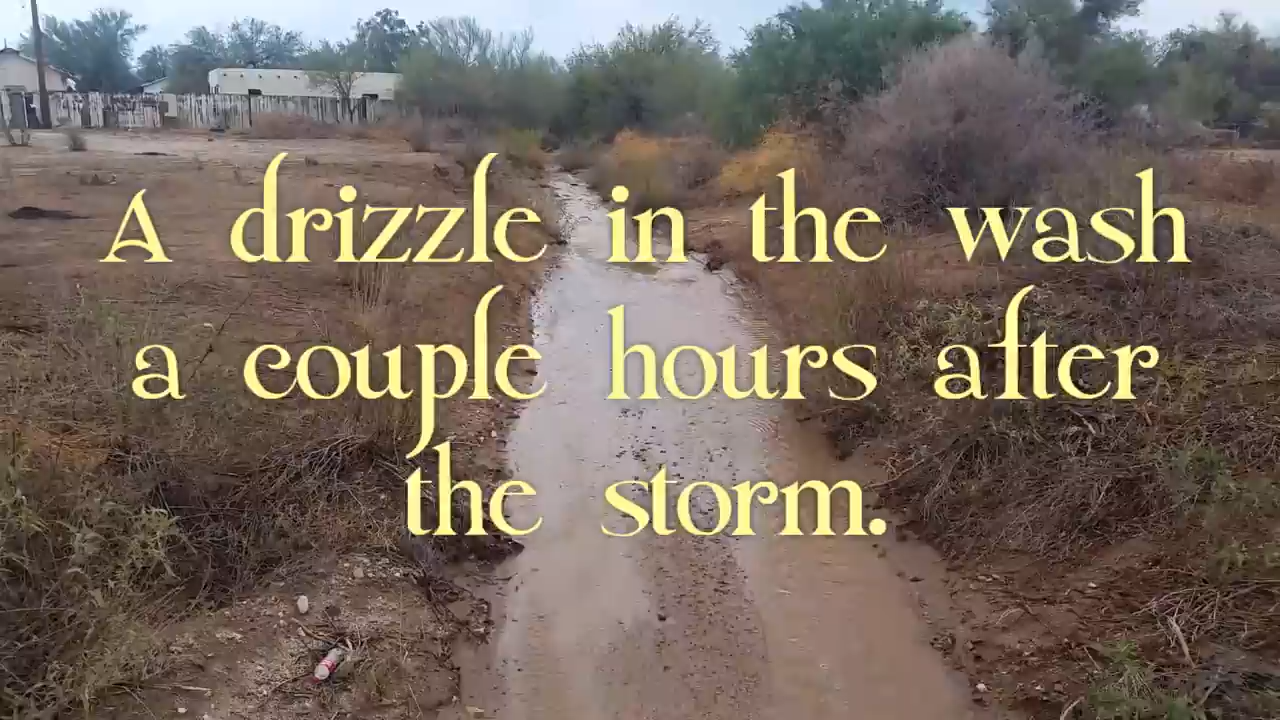 A drizzle in the wash
a couple hours after
the storm.